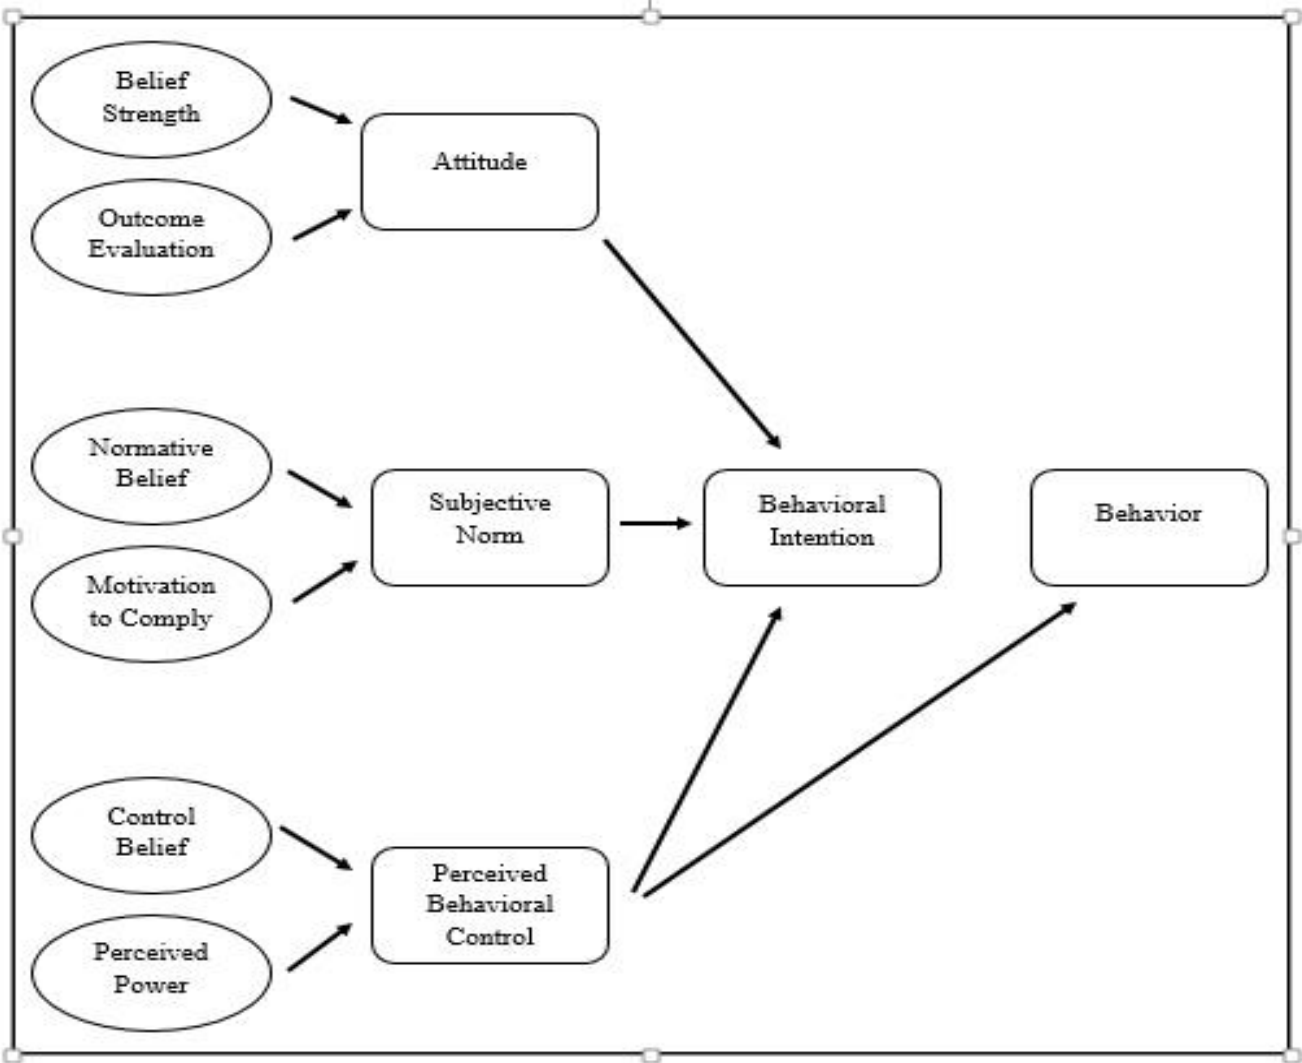 Belief
Strength
Outcome
Evaluation
Attitude
Normative
Belief
Motivation
to Comply
Subjective
Norm
Behavioral
Intention
Behavior
Control
Belief
Perceived
Power
Perceived
Behavioral
Control